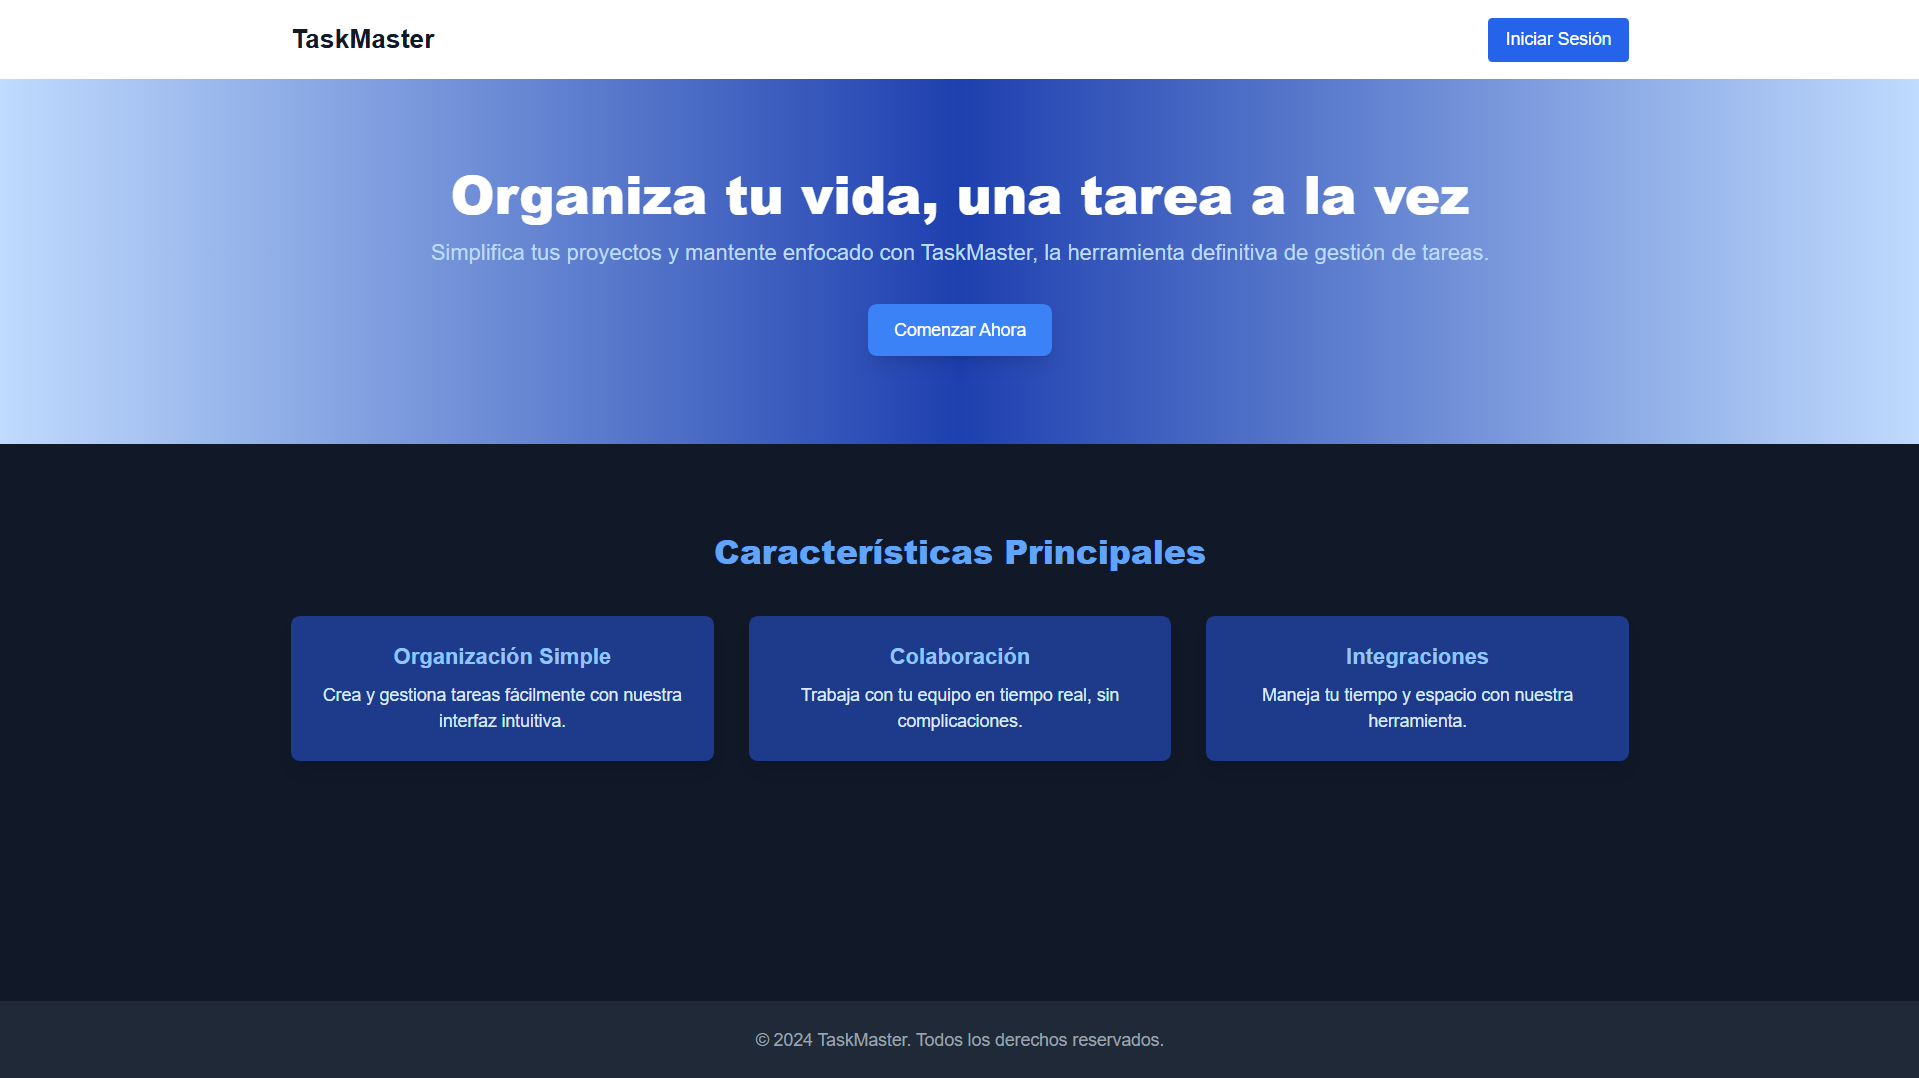 TaskMaster
Iniciar Sesión
Organiza tu vida, una tarea a la vez
Simplifica tus proyectos y mantente enfocado con TaskMaster, la herramienta definitiva de gestión de tareas.
Comenzar Ahora
Características Principales
Organización Simple
Crea y gestiona tareas fácilmente con nuestra
interfaz intuitiva.
Colaboración
Trabaja con tu equipo en tiempo real, sin
complicaciones.
Integraciones
Maneja tu tiempo y espacio con nuestra
herramienta.
© 2024 TaskMaster. Todos los derechos reservados.